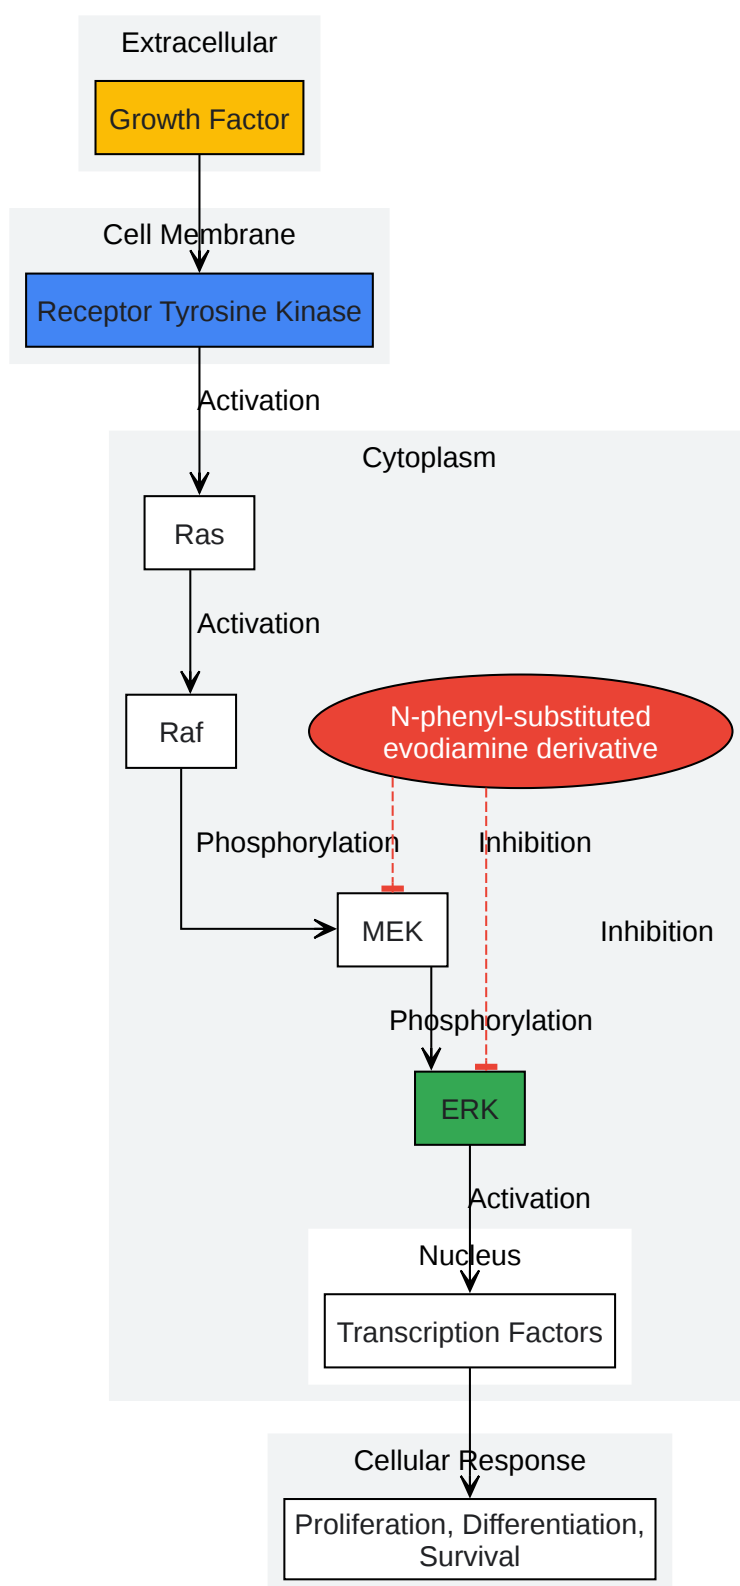 Extracellular
Growth Factor
Cell Membrane
Receptor Tyrosine Kinase
Activation
Cytoplasm
Ras
Activation
Raf
N-phenyl-substituted
evodiamine derivative
Phosphorylation
Inhibition
MEK
Inhibition
Phosphorylation
ERK
Activation
Nucleus
Transcription Factors
Cellular Response
Proliferation, Differentiation,
Survival